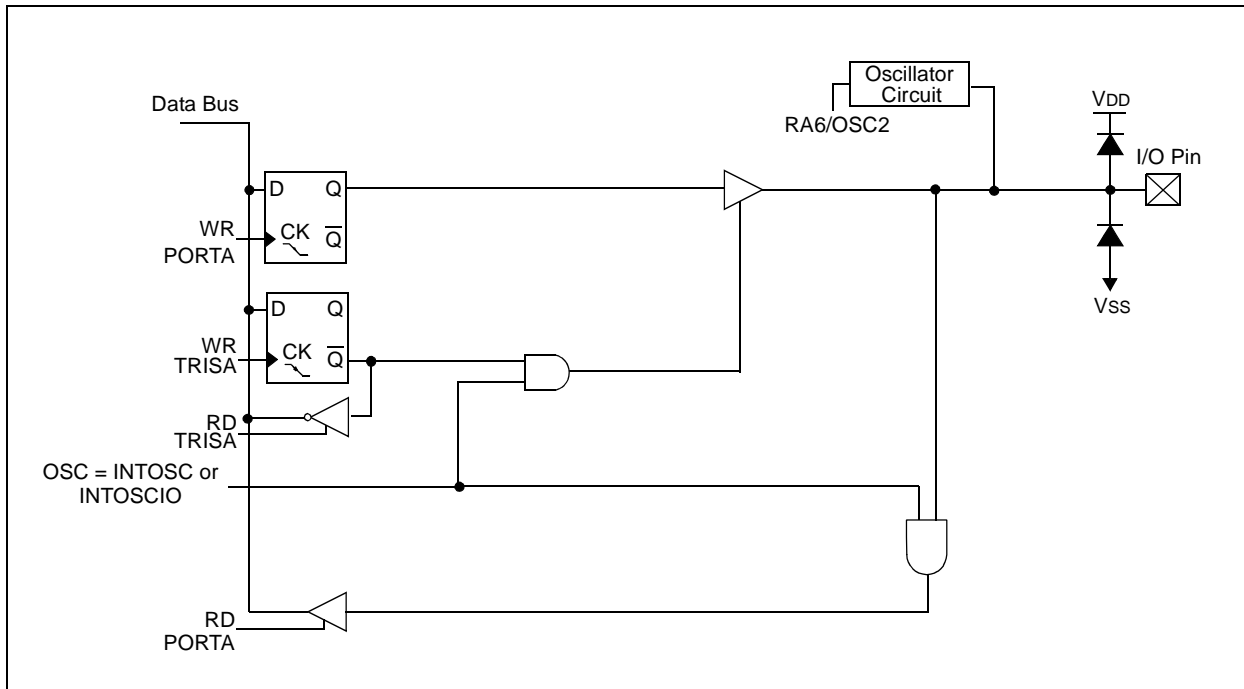 Oscillator
Circuit
RA6/OSC2
Data Bus
VDD
I/O Pin
D Q
CK Q̅
WR
PORTA
VSS
D Q
CK Q̅
WR
TRISA
RD
TRISA
OSC = INTOSC or
INTOSCIO
RD
PORTA